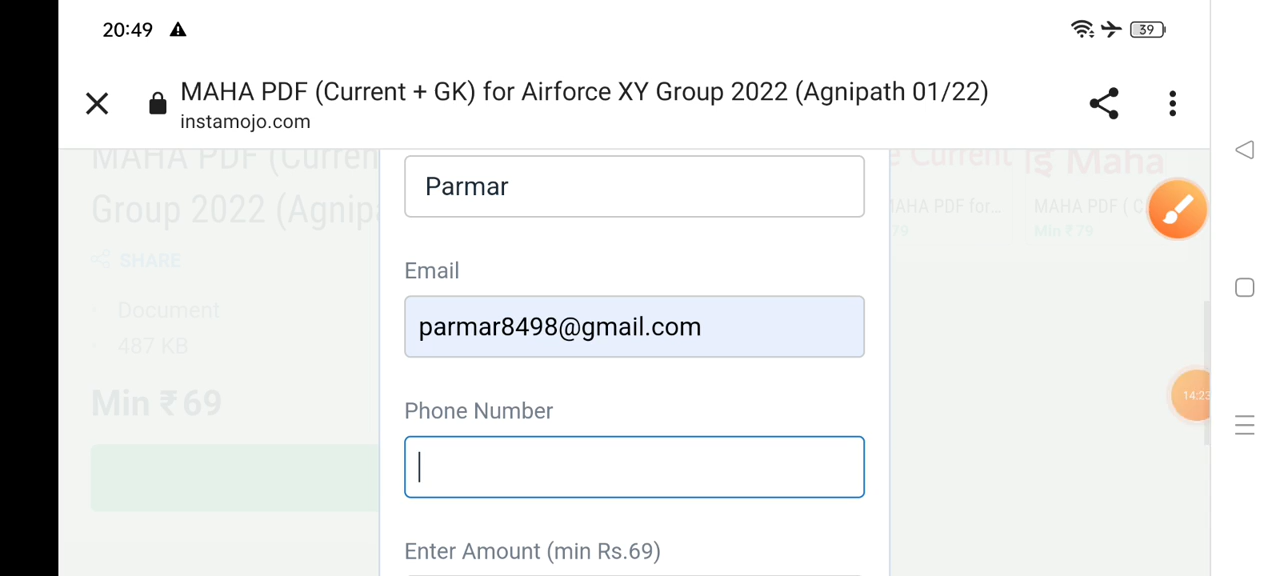 20:49
39
MAHA PDF (Current + GK) for Airforce XY Group 2022 (Agnipath 01/22)
instamojo.com
MAHA PDF (Curren
Group 2022 (Agnip
SHARE
Document
487 KB
Min ₹ 69
Parmar
Email
parmar8498@gmail.com
Phone Number
Enter Amount (min Rs.69)
e Current
Maha
MAHA PDF for...
79
MAHA PDF ( C
Min ₹79
14:23